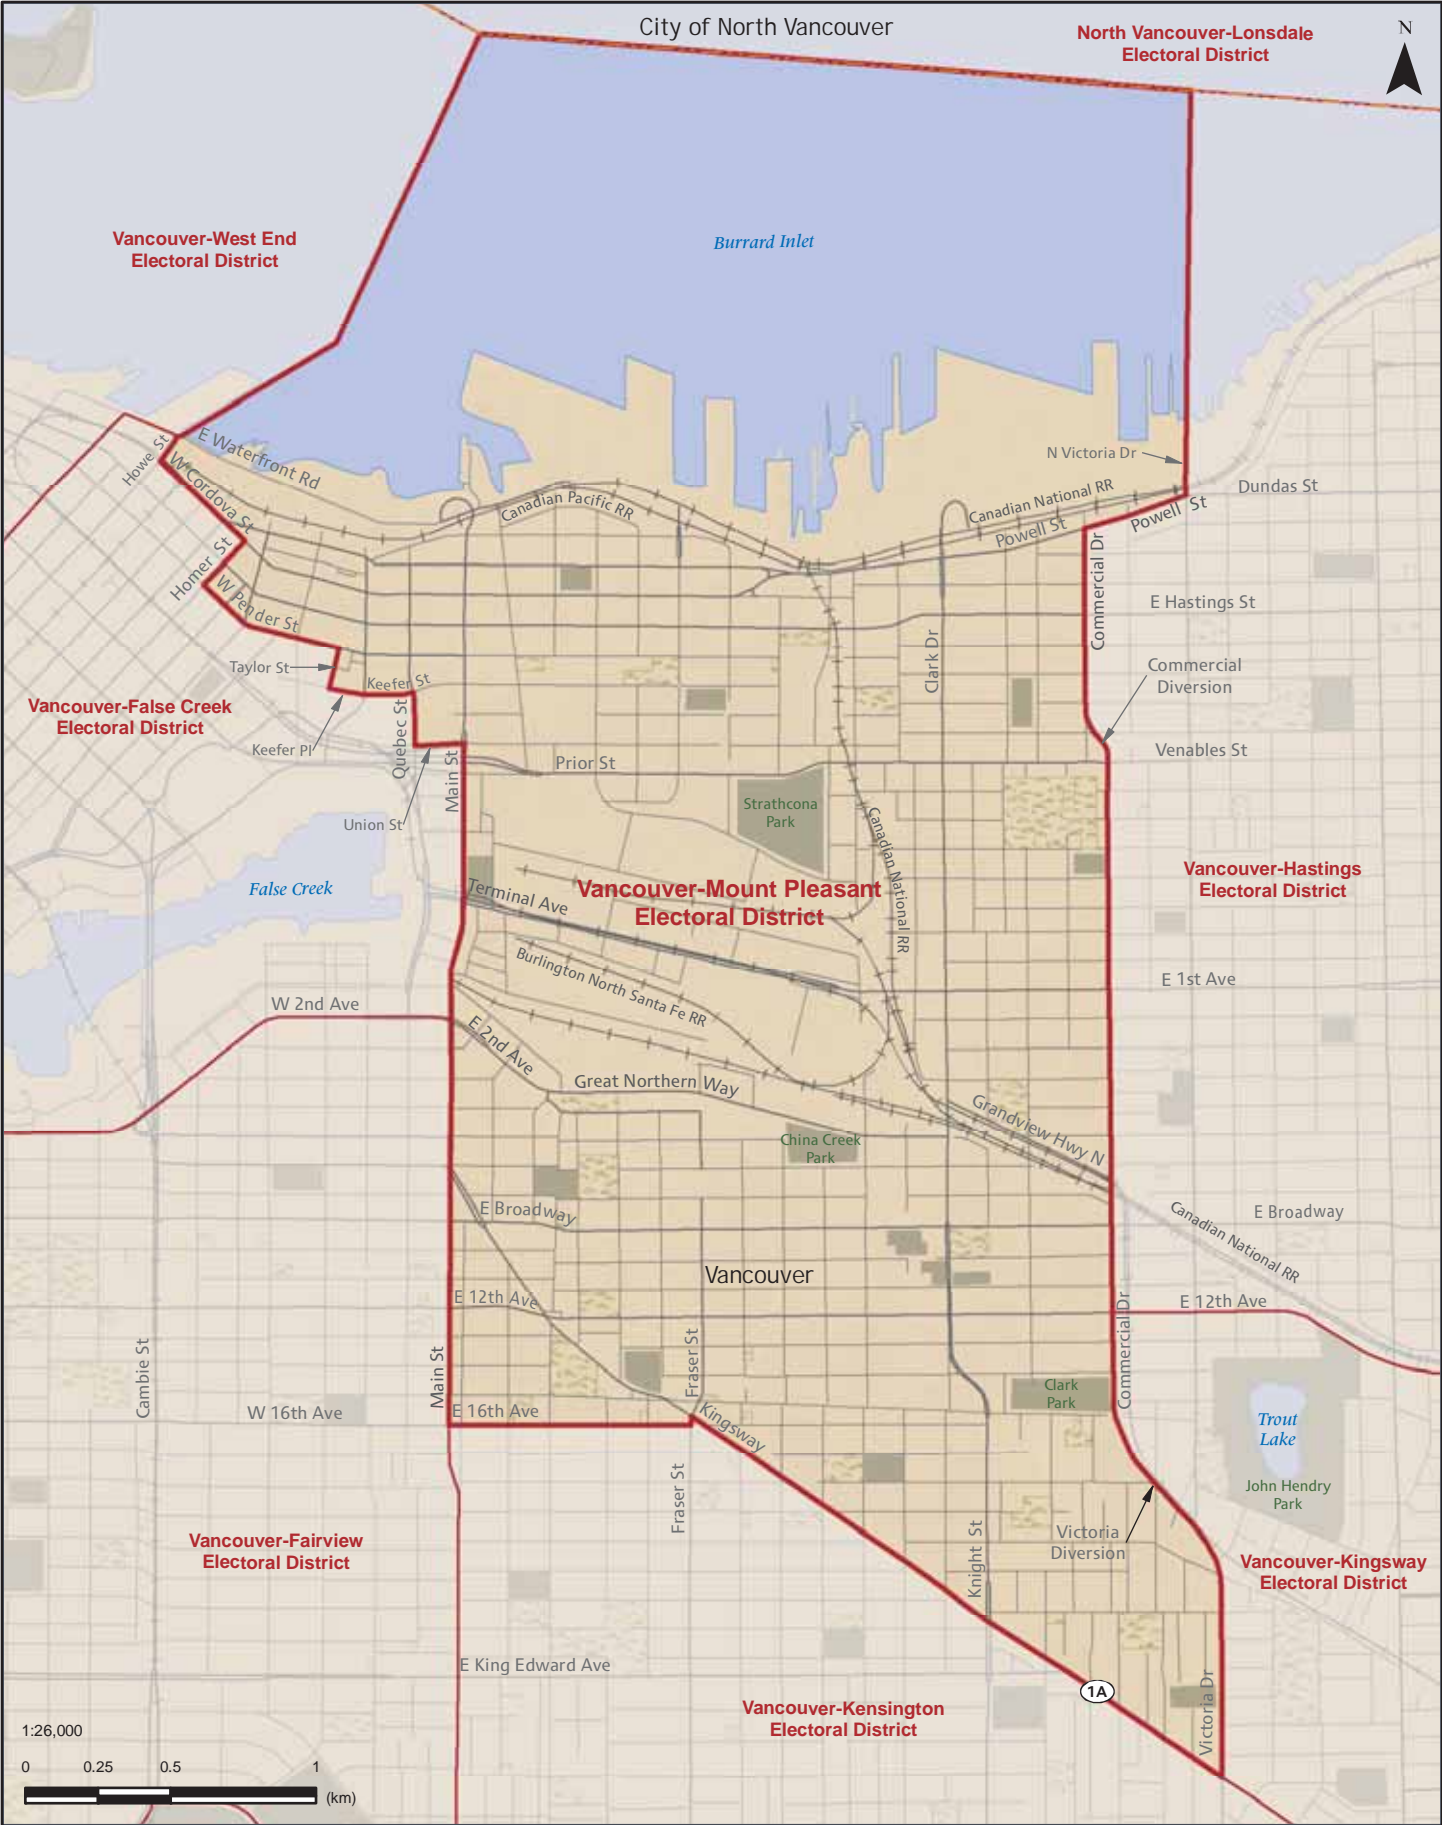 City of North Vancouver
North Vancouver-Lonsdale
Electoral District
N
Vancouver-West End
Electoral District
Burrard Inlet
Howe St
E Waterfront Rd
W Cordova St
N Victoria Dr
Canadian Pacific RR
Canadian National RR
Dundas St
Powell St
Powell St
Homer St
W Pender St
Commercial Dr
E Hastings St
Clark Dr
Taylor St
Keefer St
Commercial
Diversion
Vancouver-False Creek
Electoral District
Quebec St
Keefer Pl
Main St
Prior St
Venables St
Strathcona
Park
Union St
Canadian National RR
False Creek
Terminal Ave
Vancouver-Mount Pleasant
Electoral District
Vancouver-Hastings
Electoral District
Burlington North Santa Fe RR
E 1st Ave
W 2nd Ave
E 2nd Ave
Great Northern Way
Grandview Hwy N
China Creek
Park
E Broadway
Canadian National RR
E Broadway
Vancouver
E 12th Ave
E 12th Ave
Commercial Dr
Cambie St
Main St
Fraser St
Clark
Park
W 16th Ave
E 16th Ave
Kingsway
Trout
Lake
Fraser St
John Hendry
Park
Knight St
Victoria
Diversion
Vancouver-Fairview
Electoral District
Vancouver-Kingsway
Electoral District
E King Edward Ave
1A
Victoria Dr
Vancouver-Kensington
Electoral District
1:26,000
0 0.25 0.5 1
(km)